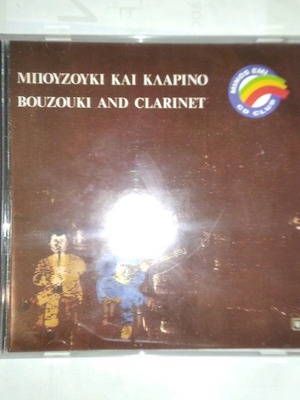 ΜΠΟΥΖΟΥΚΙ ΚΑΙ ΚΛΑΡΙΝΟ
BOUZOUKI AND CLARINET
MINOS EMI
CD CLUB